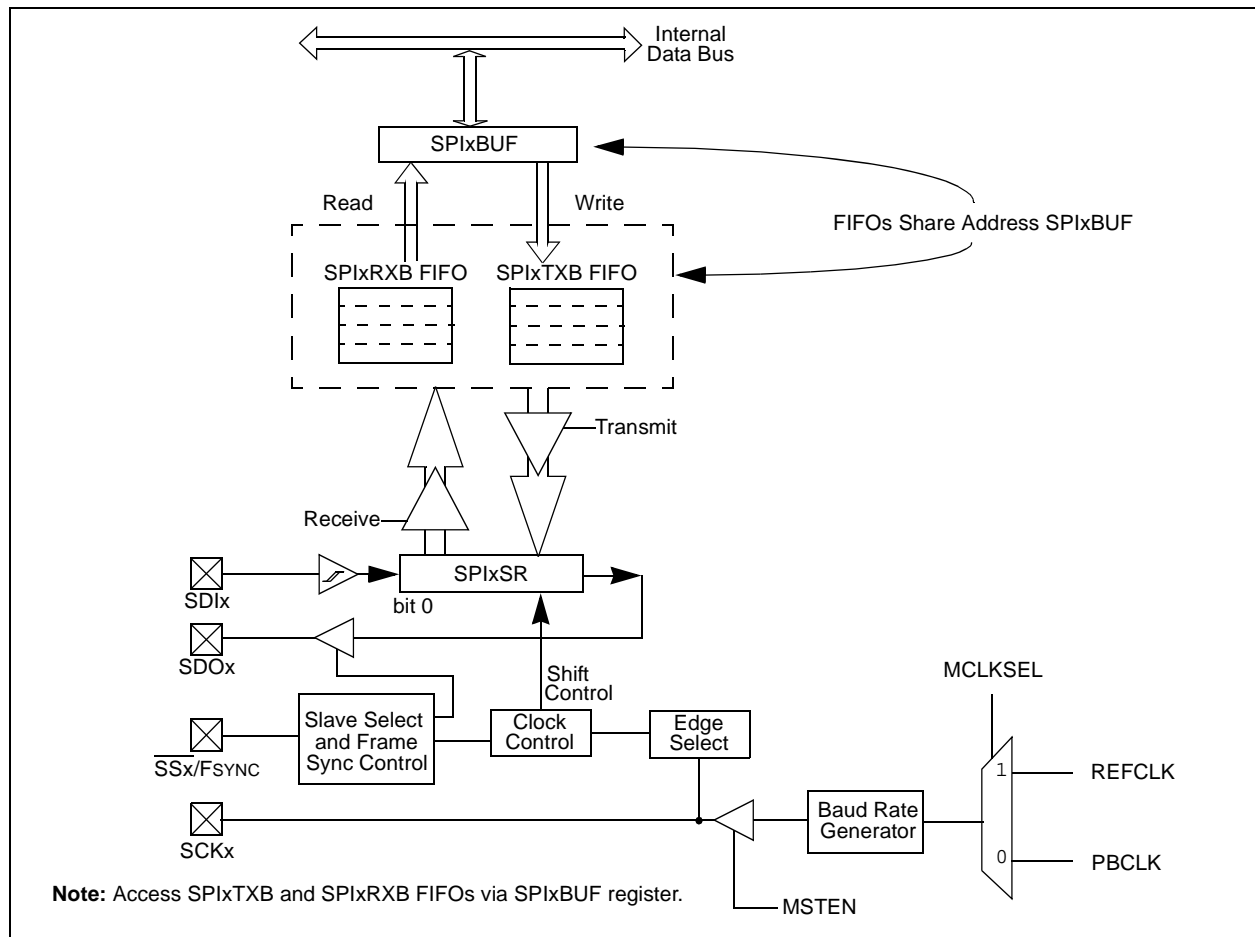 Internal
Data Bus
SPIxBUF
Read
Write
FIFOs Share Address SPIxBUF
SPIxRXB FIFO
SPIxTXB FIFO
Transmit
Receive
SPIxSR
SDIx
bit 0
SDOx
Shift
Control
MCLKSEL
Slave Select
and Frame
Sync Control
Clock
Control
Edge
Select
SSx/FSYNC
1
REFCLK
Baud Rate
Generator
SCKx
0
PBCLK
Note: Access SPIxTXB and SPIxRXB FIFOs via SPIxBUF register.
MSTEN